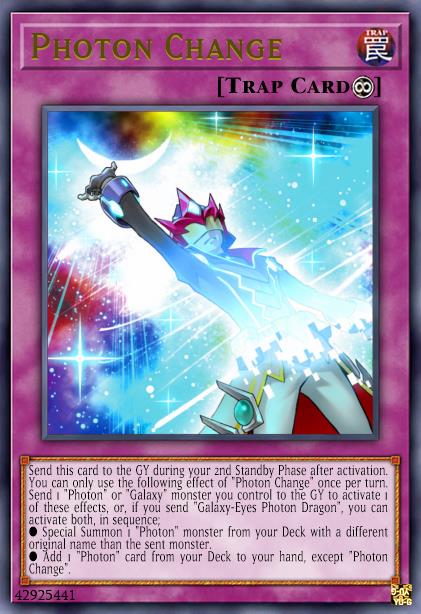 PHOTON CHANGE
TRAP
罠
[TRAP CARD♾]
Send this card to the GY during your 2nd Standby Phase after activation.
You can only use the following effect of "Photon Change" once per turn.
Send 1 "Photon" or "Galaxy" monster you control to the GY to activate 1
of these effects, or, if you send "Galaxy-Eyes Photon Dragon", you can
activate both, in sequence;
● Special Summon 1 "Photon" monster from your Deck with a different
original name than the sent monster.
● Add 1 "Photon" card from your Deck to your hand, except "Photon
Change".
42925441